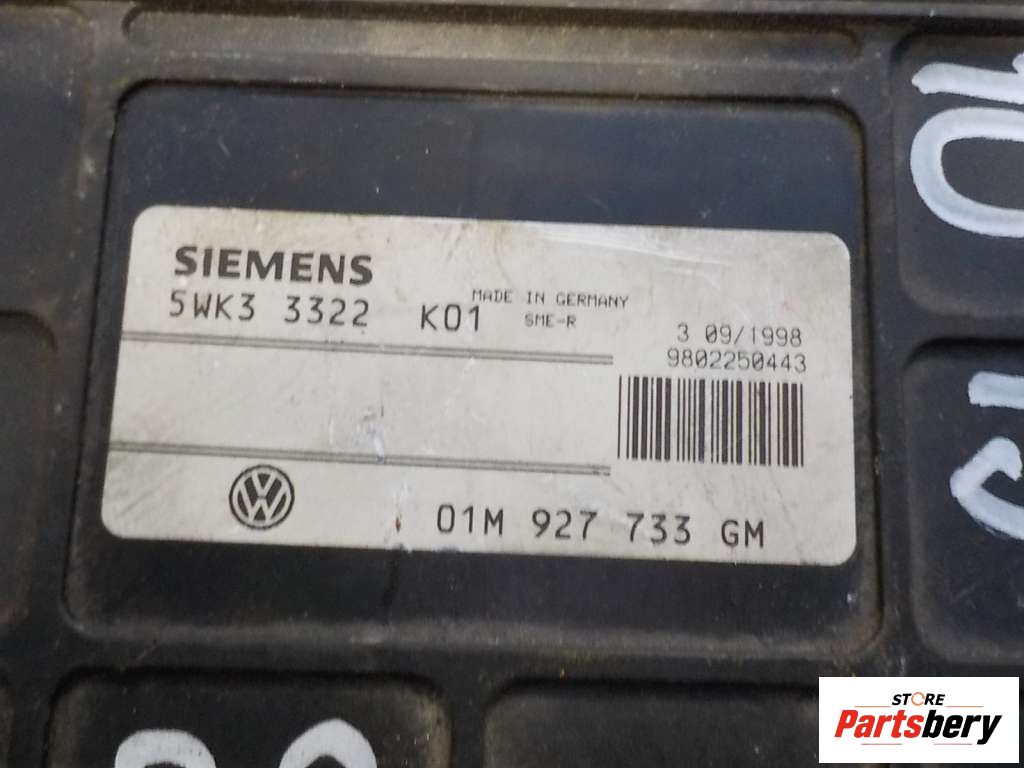 SIEMENS
5WK3 3322 K01
MADE IN GERMANY
SME-R
3 09/1998
9802250443
01M 927 733 GM
STORE
Partsbery